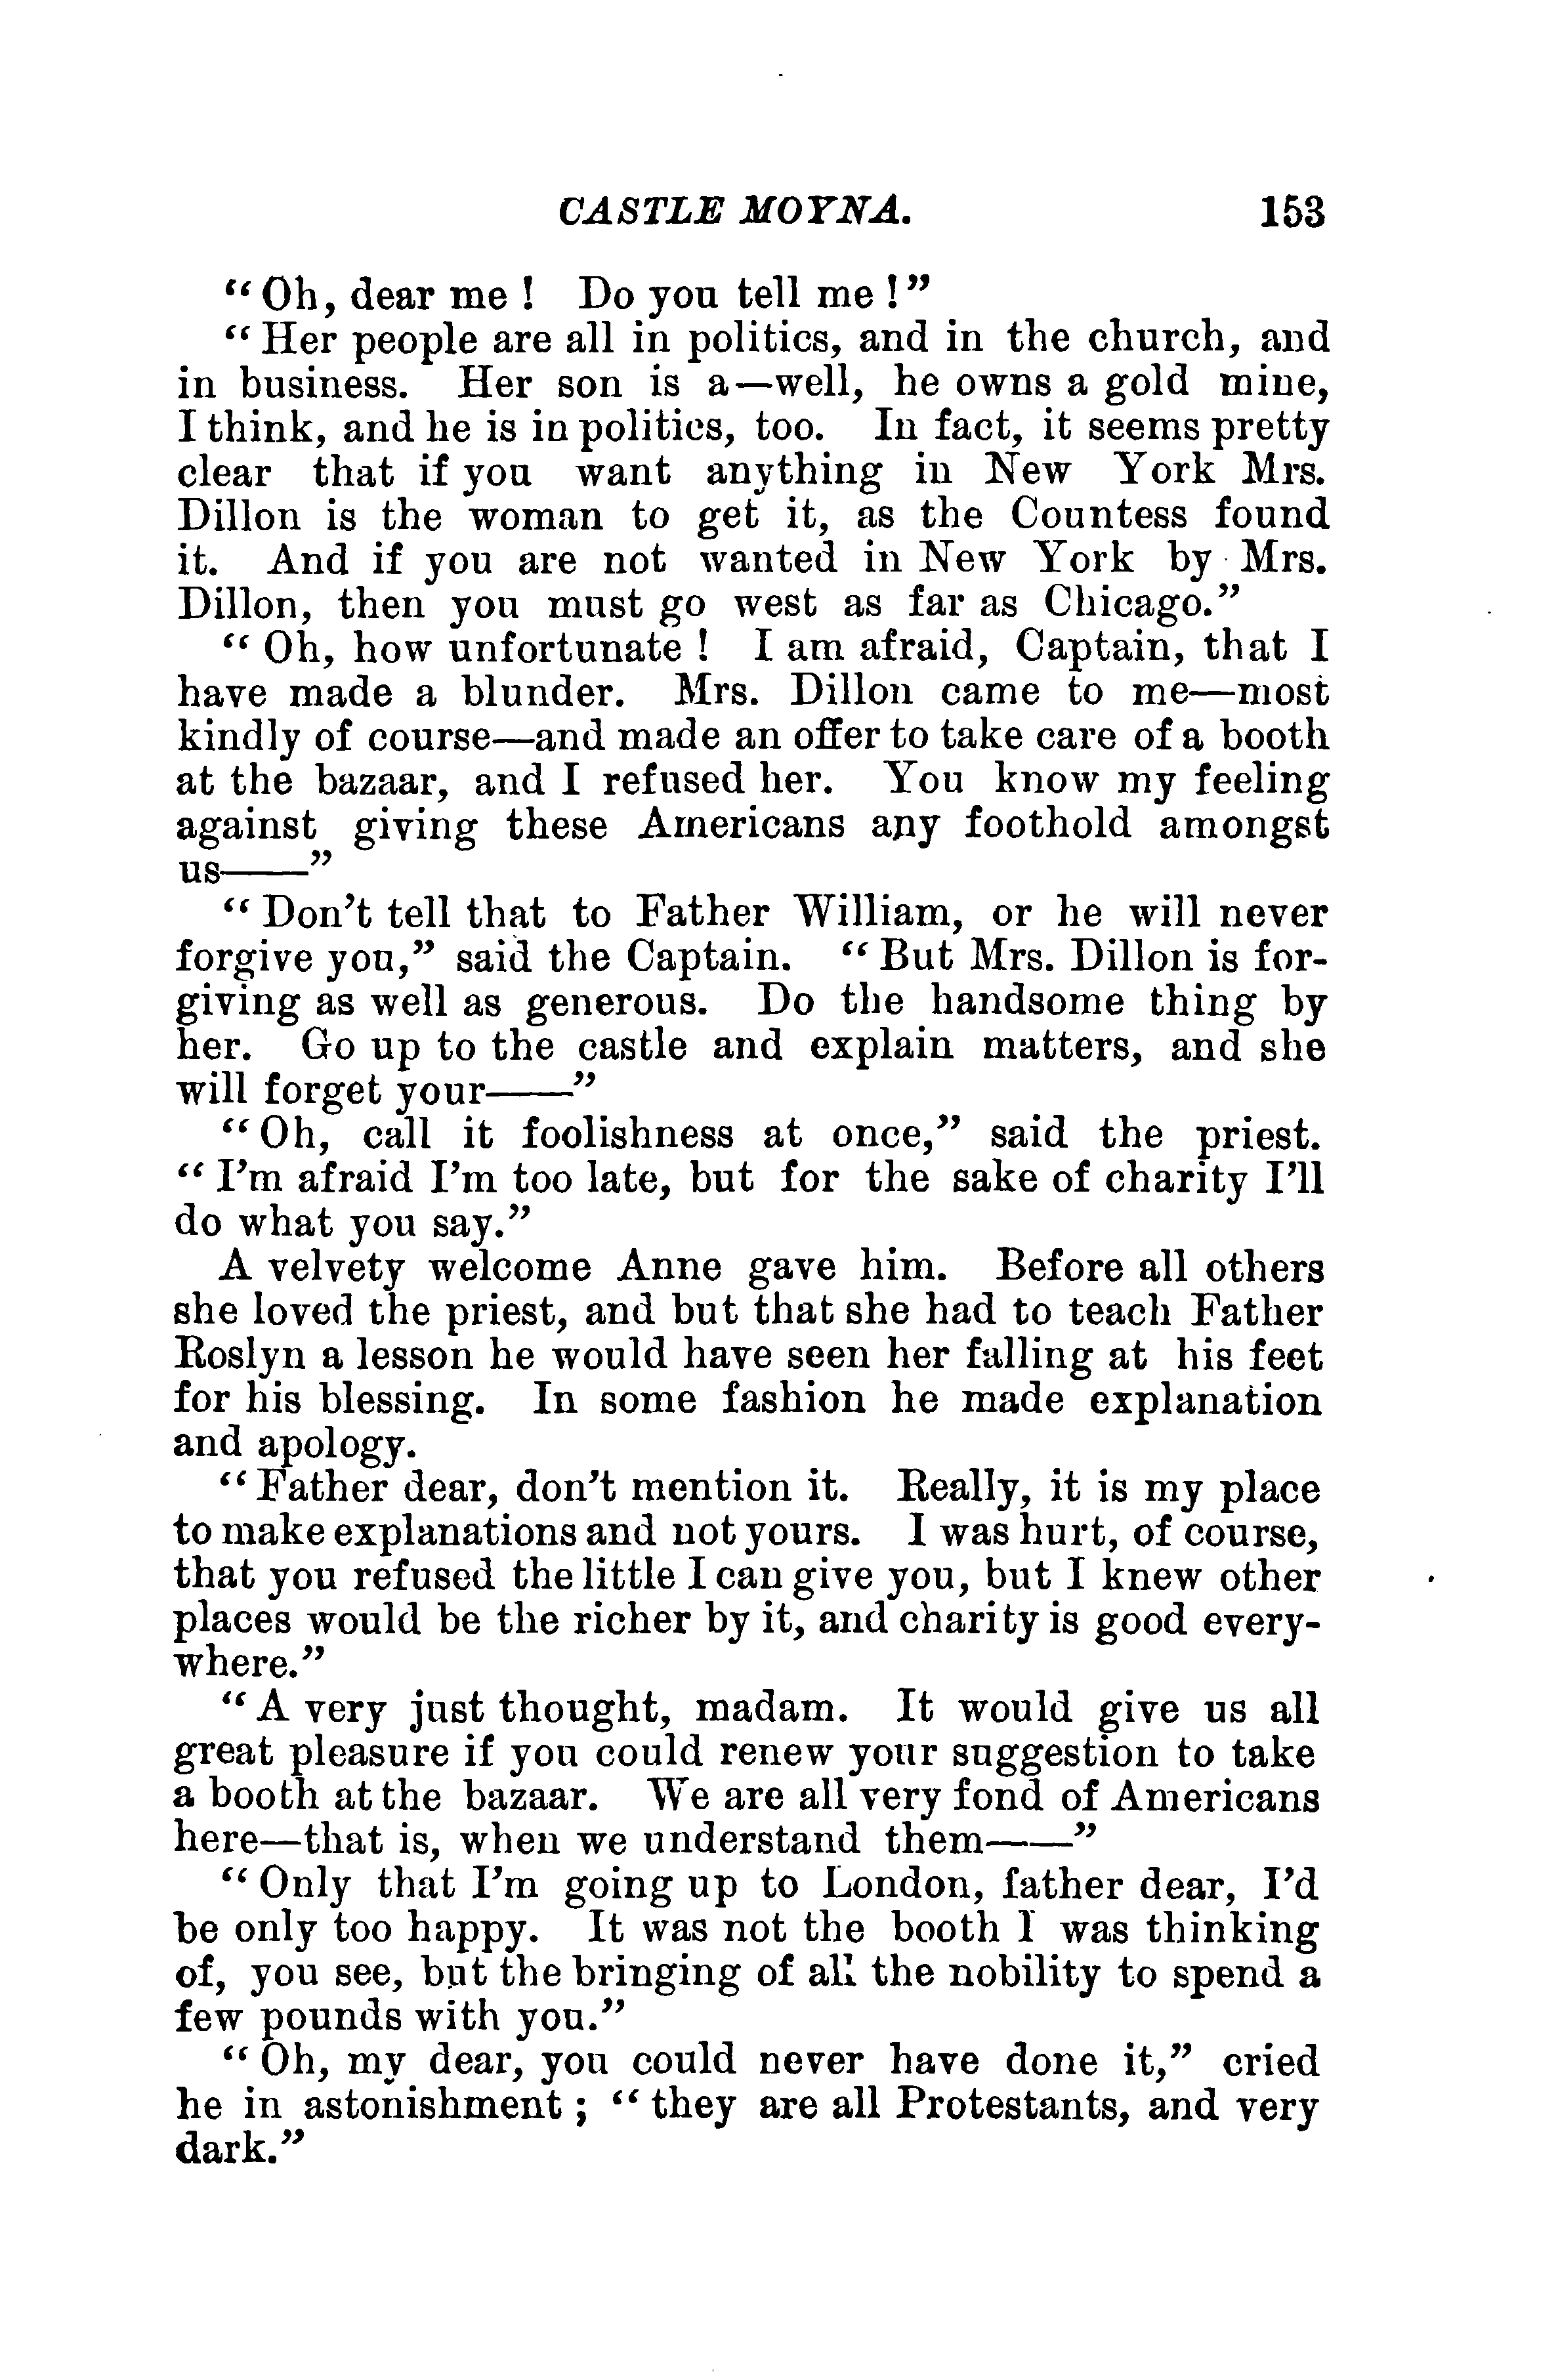 CASTLE MOYNA. 153
“Oh, dear me! Do you tell me!”
“Her people are all in politics, and in the church, and
in business. Her son is a—well, he owns a gold mine,
I think, and he is in politics, too. In fact, it seems pretty
clear that if you want anything in New York Mrs.
Dillon is the woman to get it, as the Countess found
it. And if you are not wanted in New York by Mrs.
Dillon, then you must go west as far as Chicago.”
“Oh, how unfortunate! I am afraid, Captain, that I
have made a blunder. Mrs. Dillon came to me—most
kindly of course—and made an offer to take care of a booth
at the bazaar, and I refused her. You know my feeling
against giving these Americans any foothold amongst
us——”
“Don’t tell that to Father William, or he will never
forgive you,” said the Captain. “But Mrs. Dillon is for-
giving as well as generous. Do the handsome thing by
her. Go up to the castle and explain matters, and she
will forget your——”
“Oh, call it foolishness at once,” said the priest.
“I’m afraid I’m too late, but for the sake of charity I’ll
do what you say.”
A velvety welcome Anne gave him. Before all others
she loved the priest, and but that she had to teach Father
Roslyn a lesson he would have seen her falling at his feet
for his blessing. In some fashion he made explanation
and apology.
“Father dear, don’t mention it. Really, it is my place
to make explanations and not yours. I was hurt, of course,
that you refused the little I can give you, but I knew other
places would be the richer by it, and charity is good every-
where.”
“A very just thought, madam. It would give us all
great pleasure if you could renew your suggestion to take
a booth at the bazaar. We are all very fond of Americans
here—that is, when we understand them——”
“Only that I’m going up to London, father dear, I’d
be only too happy. It was not the booth I was thinking
of, you see, but the bringing of all the nobility to spend a
few pounds with you.”
“Oh, my dear, you could never have done it,” cried
he in astonishment; “they are all Protestants, and very
dark.”